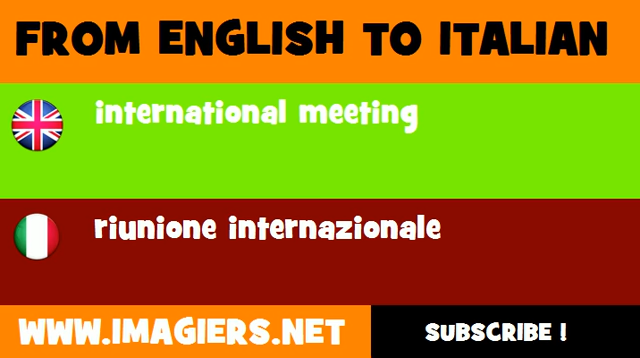 FROM ENGLISH TO ITALIAN
international meeting
riunione internazionale
WWW.IMAGIERS.NET
SUBSCRIBE !